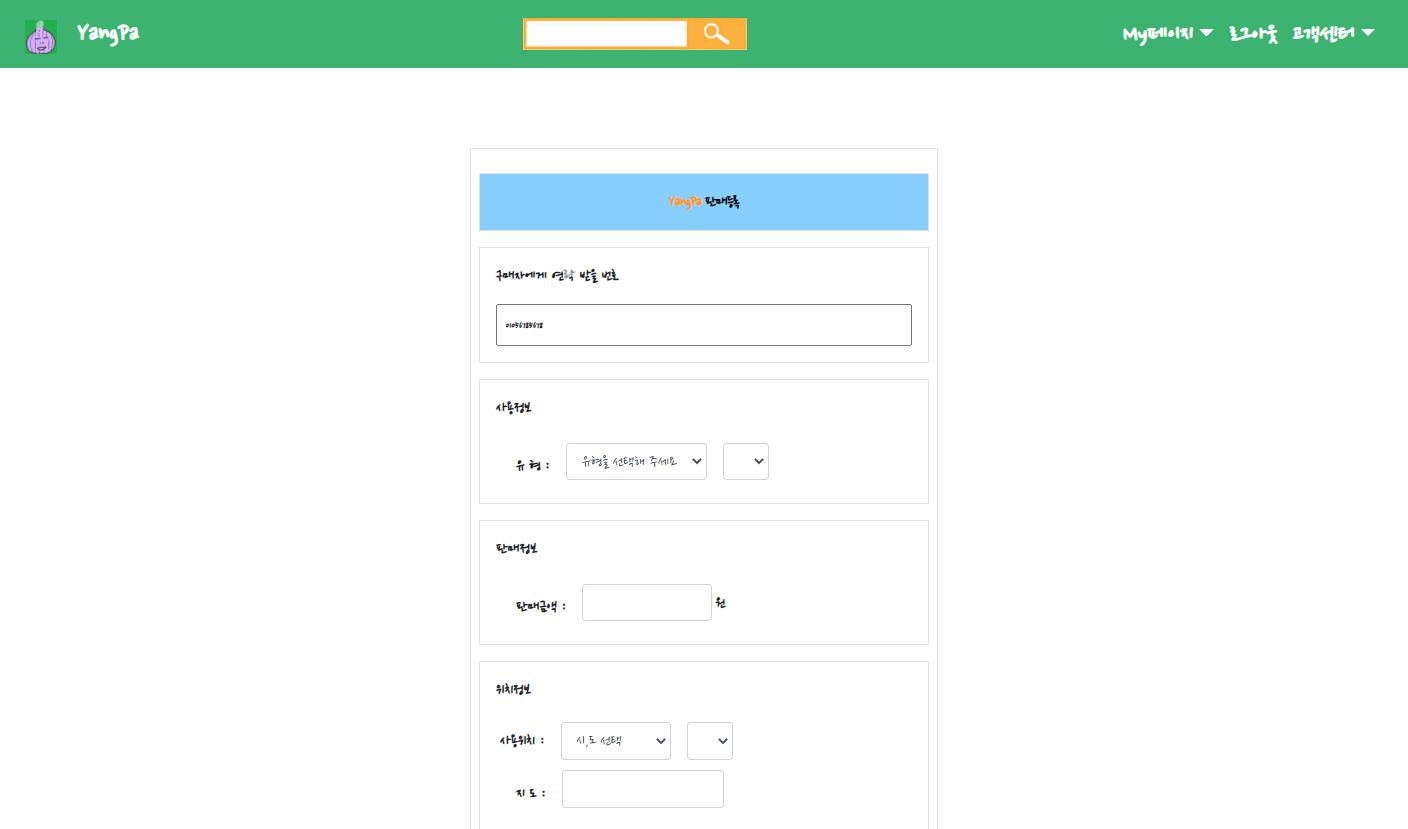 YangPa
My페이지 로그아웃 고객센터
YangPa 판매등록
구매자에게 연락 받을 번호
01056785678
사용정보
유 형 : 유형을 선택해 주세요
판매정보
판매금액 : 원
위치정보
사용위치 : 시,도 선택
지 도 :